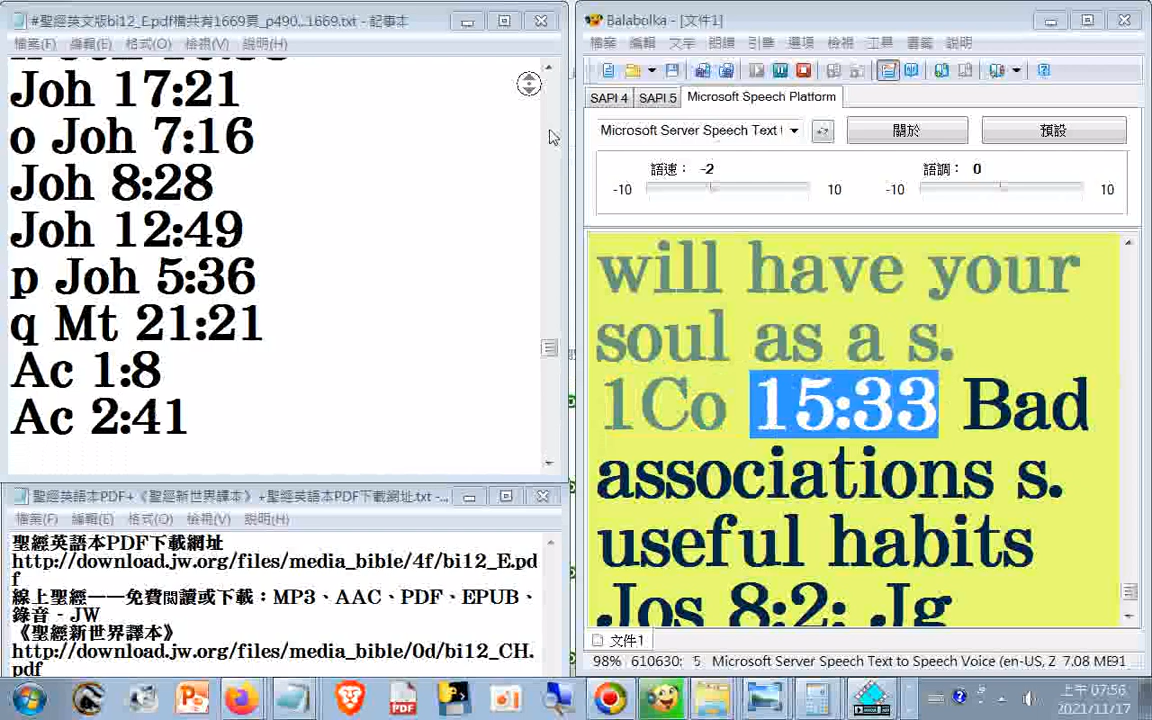 #聖經英文版bi12_E.pdf檔共有1669頁_p490...1669.txt - 記事本
檔案(F) 編輯(E) 格式(O) 檢視(V) 說明(H)
Joh 17:21
o Joh 7:16
Joh 8:28
Joh 12:49
p Joh 5:36
q Mt 21:21
Ac 1:8
Ac 2:41
聖經英語本PDF+《聖經新世界譯本》+聖經英語本PDF下載網址.txt - ...
檔案(F) 編輯(E) 格式(O) 檢視(V) 說明(H)
聖經英語本PDF下載網址
http://download.jw.org/files/media_bible/4f/bi12_E.pd
f
線上聖經——免費閱讀或下載：MP3、AAC、PDF、EPUB、
錄音 - JW
《聖經新世界譯本》
http://download.jw.org/files/media_bible/0d/bi12_CH.
pdf
Balabolka - [文件1]
檔案 編輯 文字 朗讀 引擎 選項 檢視 工具 書籤 說明
SAPI 4 SAPI 5 Microsoft Speech Platform
Microsoft Server Speech Text 關於 預設
語速： -2 語調： 0
-10 10 -10 10
will have your
soul as a s.
1Co 15:33 Bad
associations s.
useful habits
Jos 8:2; Jg
文件1
98% 610630: 5 Microsoft Server Speech Text to Speech Voice (en-US, Z 7.08 ME91
上午 07:56
2021/11/17